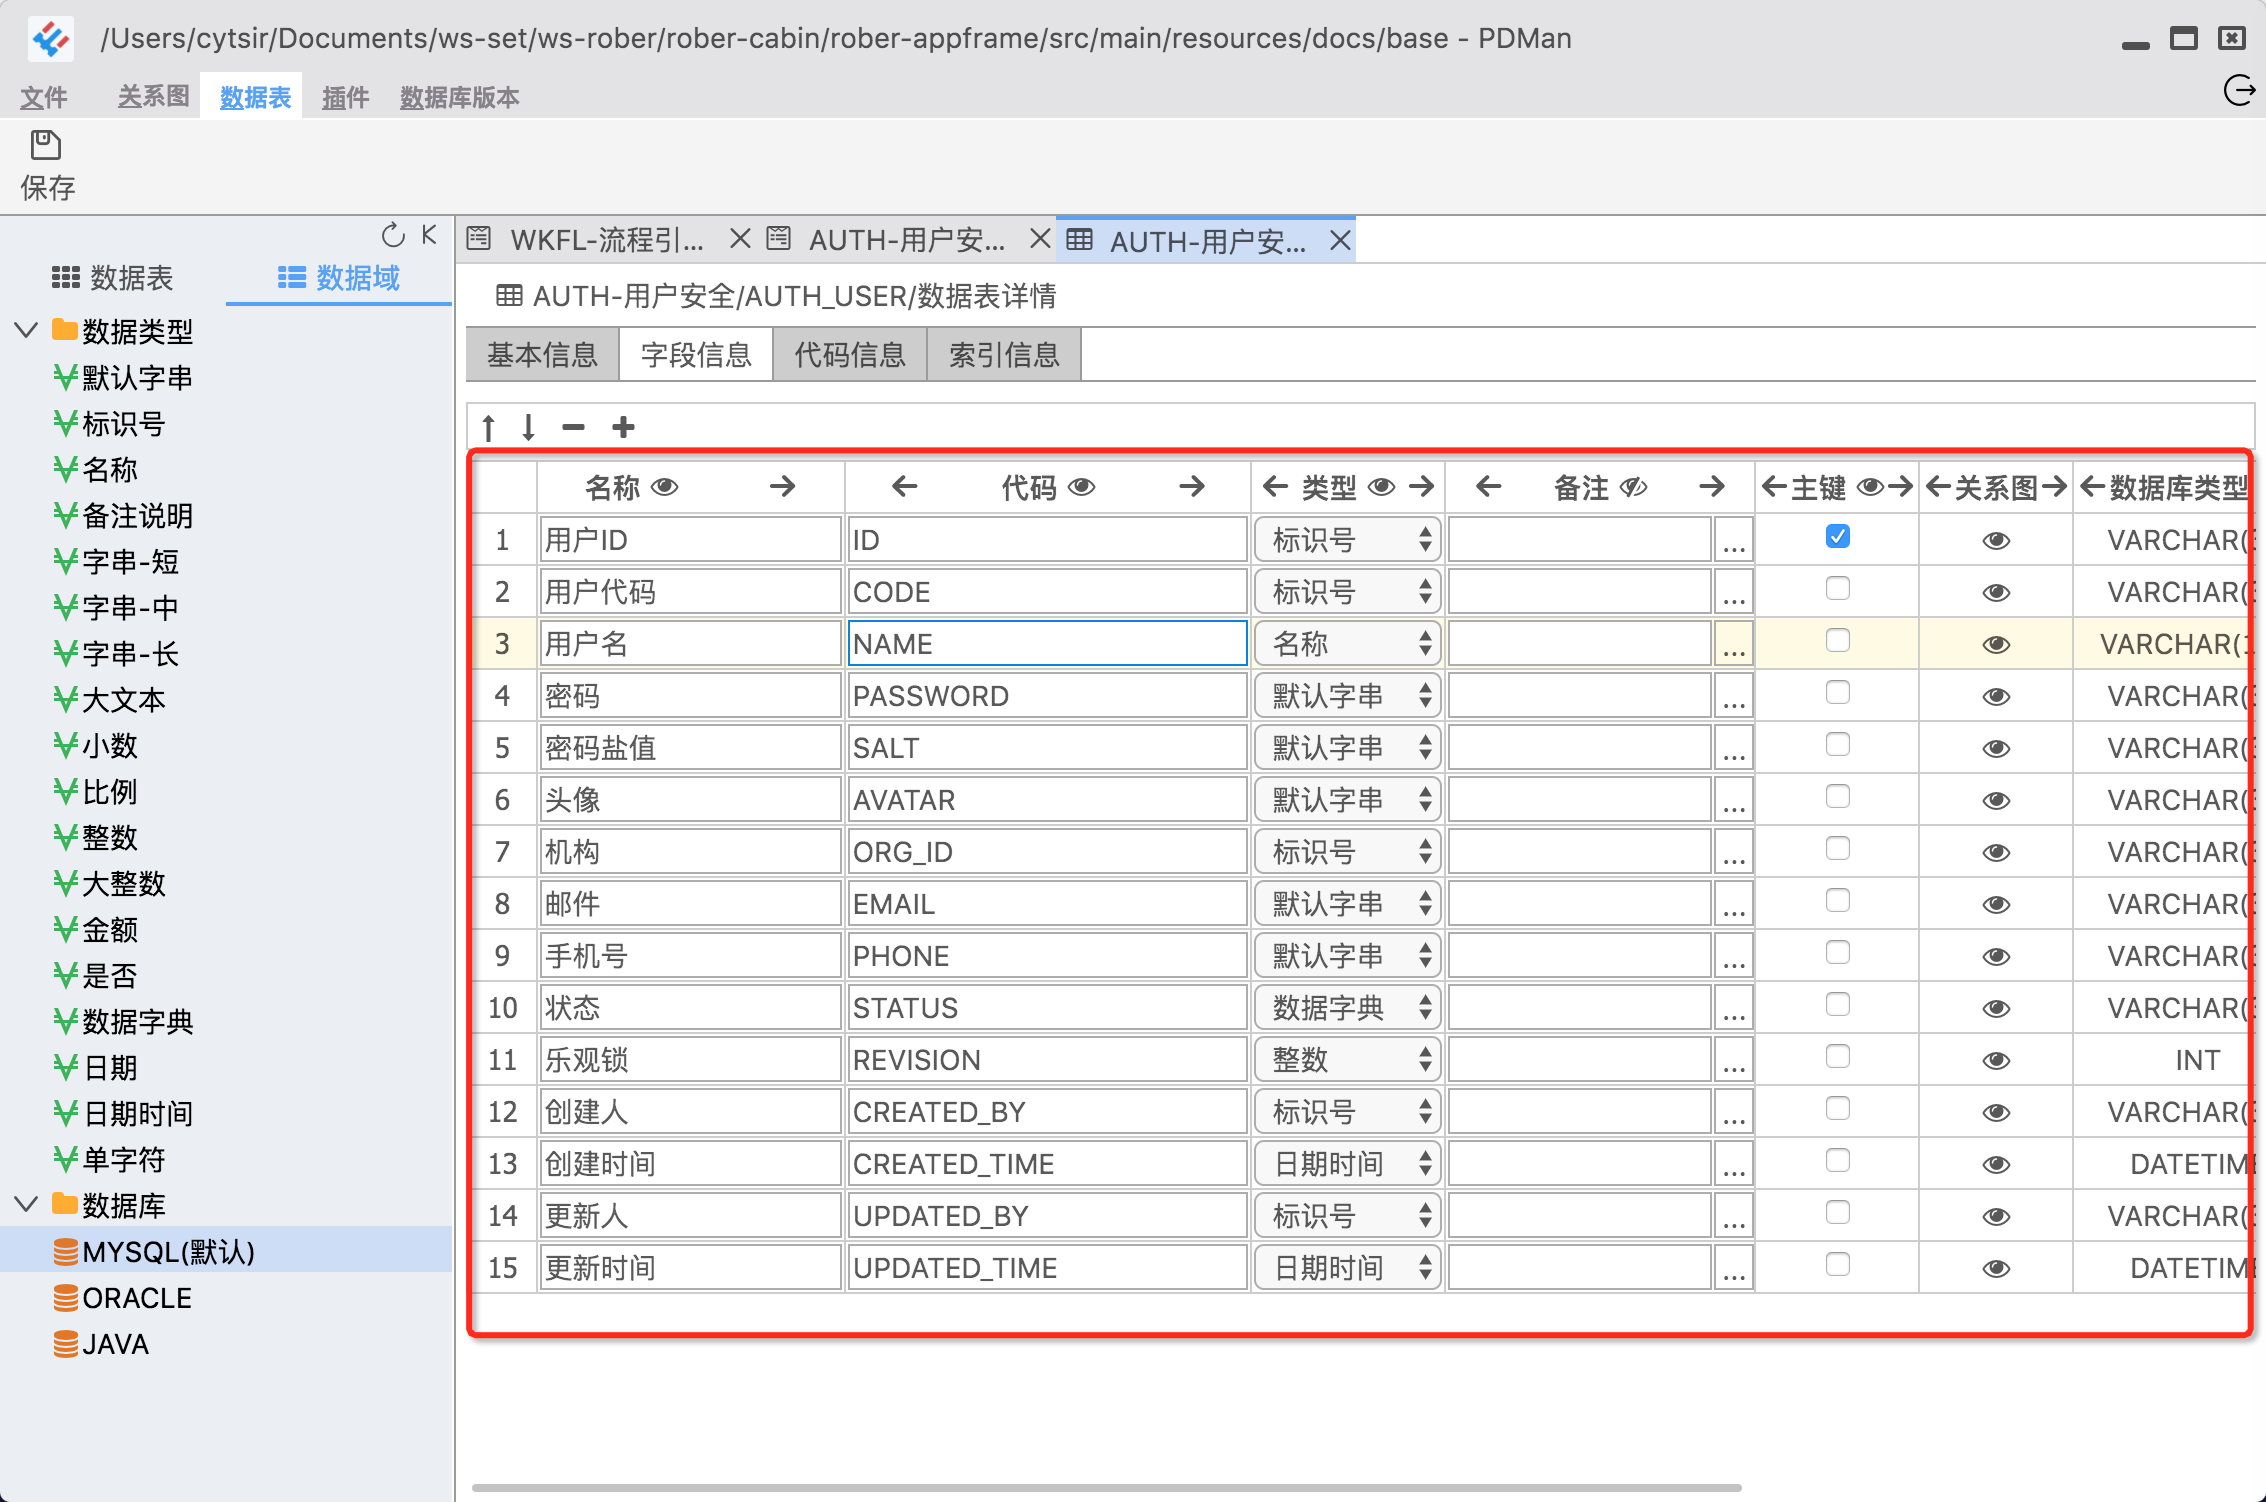 /Users/cytsir/Documents/ws-set/ws-rober/rober-cabin/rober-appframe/src/main/resources/docs/base - PDMan
文件 关系图 数据表 插件 数据库版本
保存
数据表 数据域
数据类型
默认字串
标识号
名称
备注说明
字串-短
字串-中
字串-长
大文本
小数
比例
整数
大整数
金额
是否
数据字典
日期
日期时间
单字符
数据库
MYSQL(默认)
ORACLE
JAVA
WKFL-流程引... AUTH-用户安... AUTH-用户安...
AUTH-用户安全/AUTH_USER/数据表详情
基本信息 字段信息 代码信息 索引信息
名称 代码 类型 备注 主键 关系图 数据库类型
1 用户ID ID 标识号 ... VARCHAR(
2 用户代码 CODE 标识号 ... VARCHAR(
3 用户名 NAME 名称 ... VARCHAR(1
4 密码 PASSWORD 默认字串 ... VARCHAR(
5 密码盐值 SALT 默认字串 ... VARCHAR(
6 头像 AVATAR 默认字串 ... VARCHAR(
7 机构 ORG_ID 标识号 ... VARCHAR(
8 邮件 EMAIL 默认字串 ... VARCHAR(
9 手机号 PHONE 默认字串 ... VARCHAR(
10 状态 STATUS 数据字典 ... VARCHAR(
11 乐观锁 REVISION 整数 ... INT
12 创建人 CREATED_BY 标识号 ... VARCHAR(
13 创建时间 CREATED_TIME 日期时间 ... DATETIM
14 更新人 UPDATED_BY 标识号 ... VARCHAR(
15 更新时间 UPDATED_TIME 日期时间 ... DATETIM